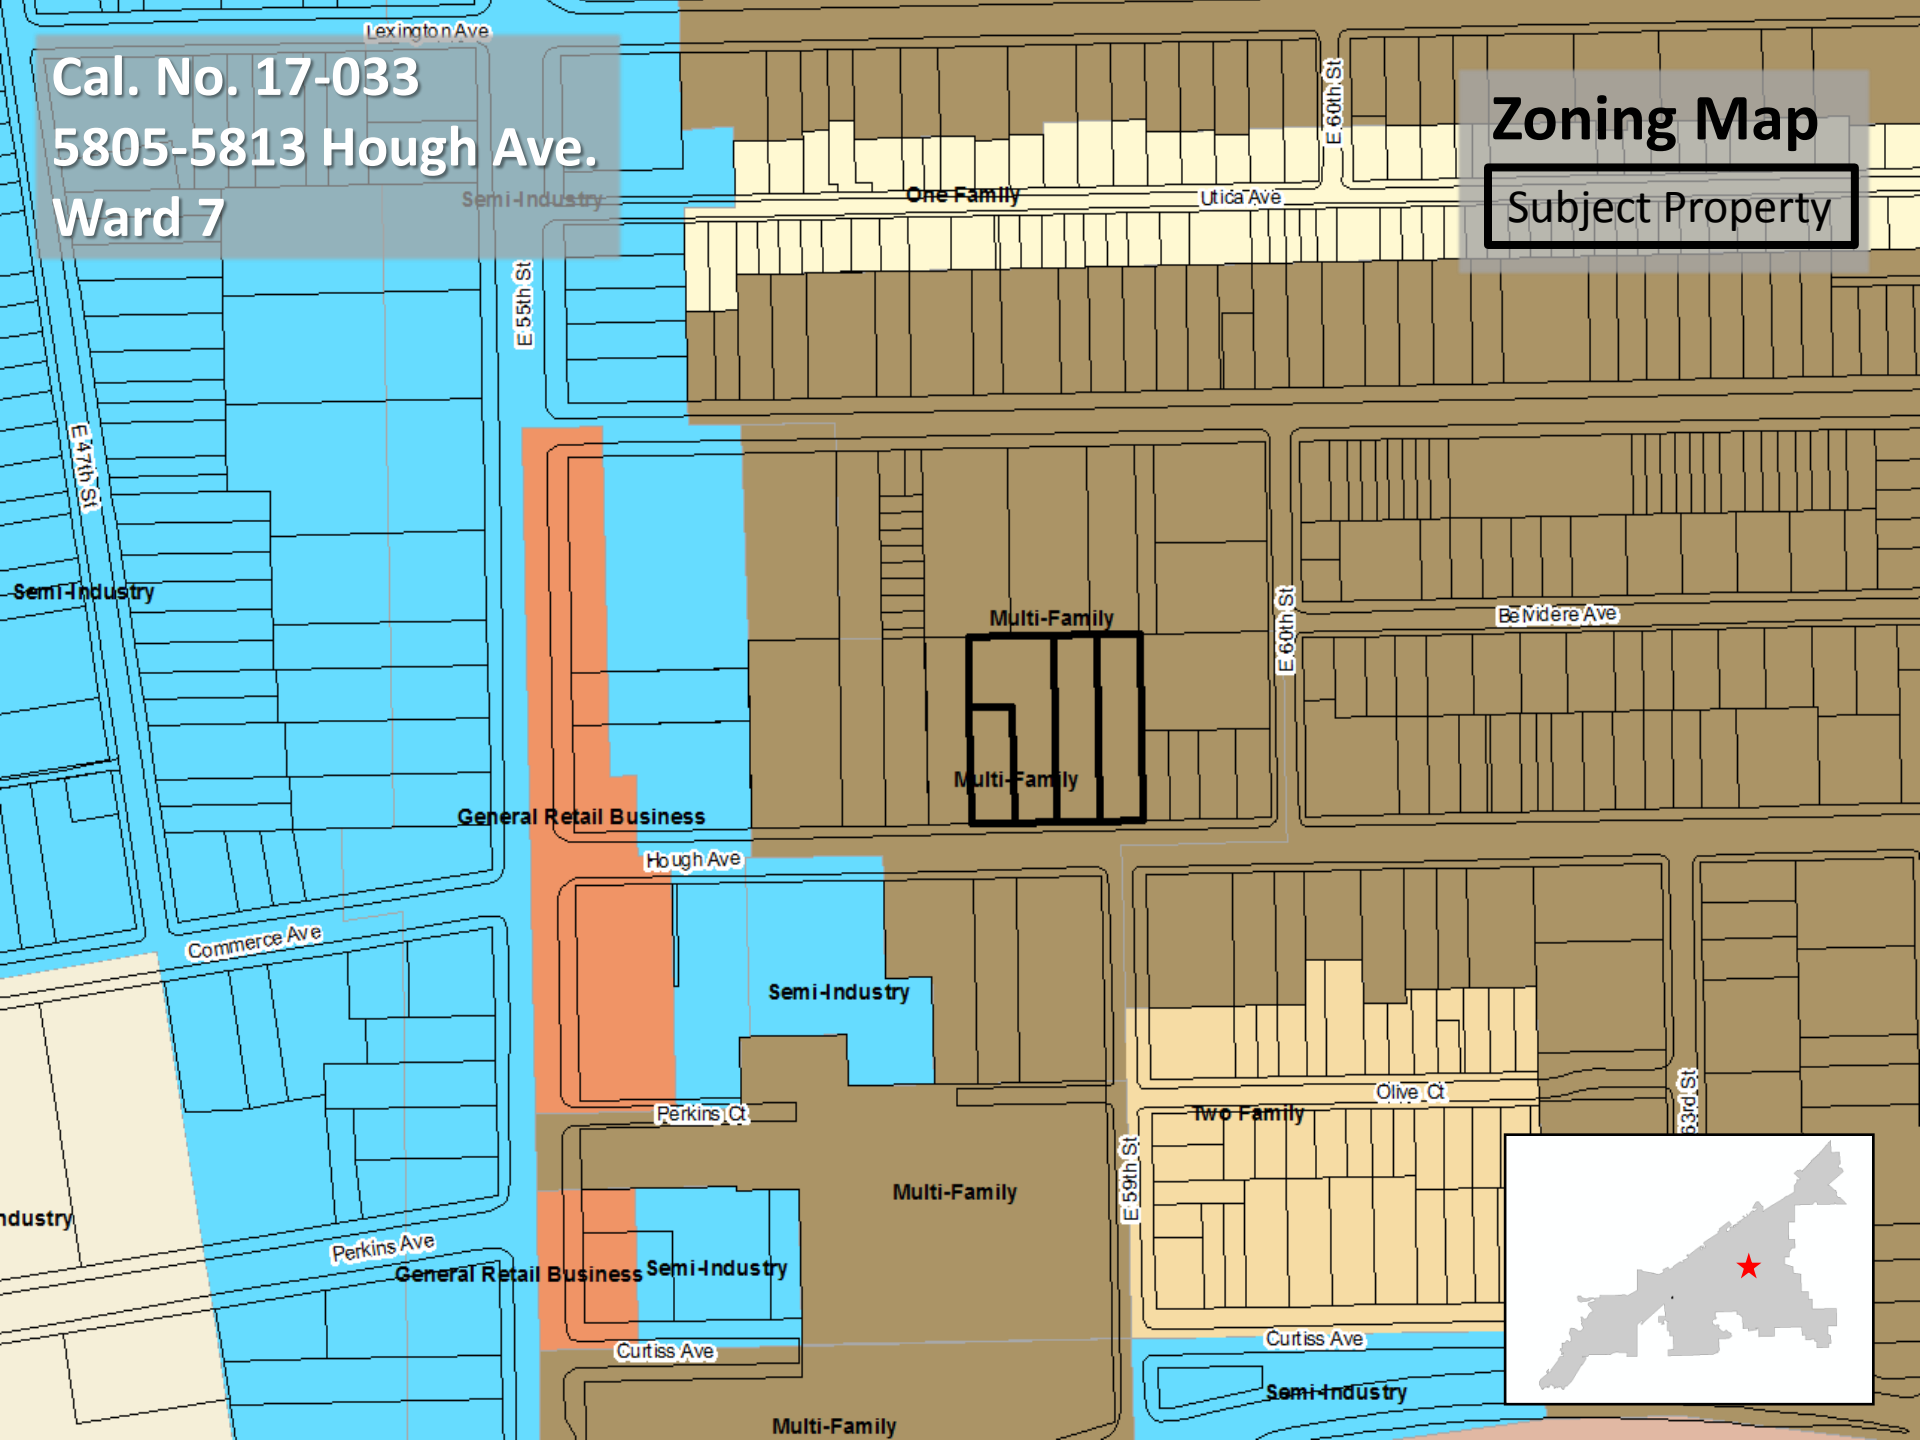 Lexington Ave
Cal. No. 17-033
5805-5813 Hough Ave.
Ward 7
Zoning Map
Subject Property
E 60th St
One Family
Utica Ave
Semi-Industry
E 55th St
E 47th St
Semi-Industry
Multi-Family
E 60th St
Belvidere Ave
Multi-Family
General Retail Business
Hough Ave
Commerce Ave
Semi-Industry
Perkins Ct
Olive Ct
Two Family
63rd St
E 59th St
Multi-Family
ndustry
Perkins Ave
General Retail Business
Semi-Industry
Curtiss Ave
Curtiss Ave
Semi-Industry
Multi-Family